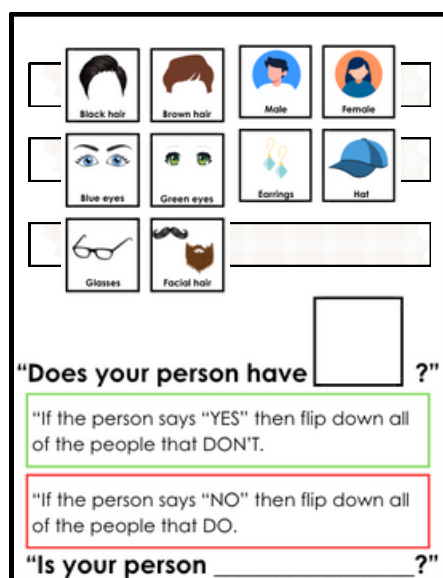 Black hair
Brown hair
Male
Female
Blue eyes
Green eyes
Earrings
Hat
Glasses
Facial hair
“Does your person have ?”
“If the person says “YES” then flip down all
of the people that DON'T.
“If the person says “NO” then flip down all
of the people that DO.
“Is your person _________________?”